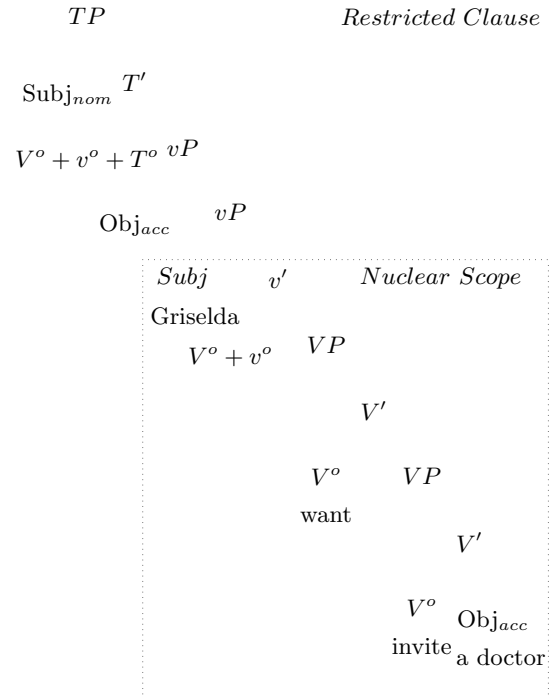 TP Restricted Clause
Subj_nom T′
V^o + v^o + T^o vP
Obj_acc vP
Subj v′ Nuclear Scope
Griselda
V^o + v^o VP
V′
V^o VP
want
V′
V^o Obj_acc
invite a doctor